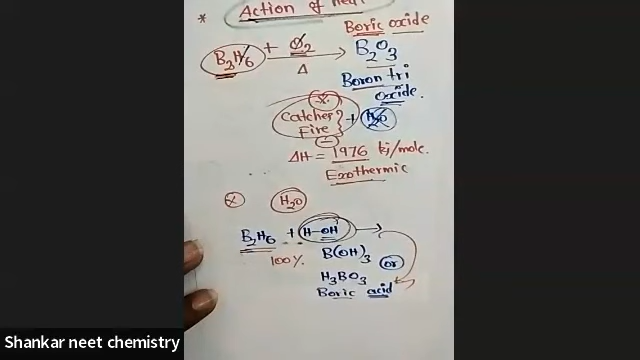 * Action of heat
Boric oxide
B2H6 + O2 → B2O3
Δ
Boron tri
oxide.
Catcher
Fire + H2O
ΔH = 1976 kj/mole.
Exothermic
H2O
B2H6 + H-OH →
100% B(OH)3
or
H3BO3
Boric acid
Shankar neet chemistry